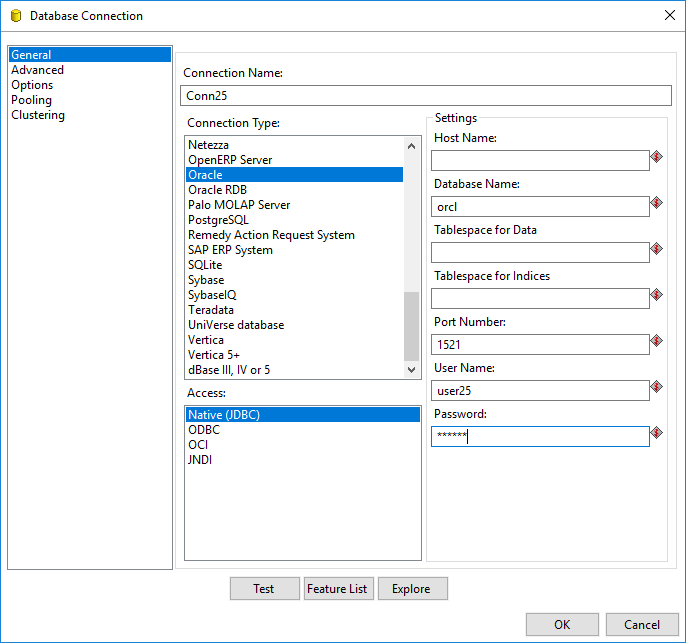 Database Connection
General
Advanced
Options
Pooling
Clustering
Connection Name:
Conn25
Connection Type:
Netezza
OpenERP Server
Oracle
Oracle RDB
Palo MOLAP Server
PostgreSQL
Remedy Action Request System
SAP ERP System
SQLite
Sybase
SybaseIQ
Teradata
UniVerse database
Vertica
Vertica 5+
dBase III, IV or 5
Access:
Native (JDBC)
ODBC
OCI
JNDI
Settings
Host Name:
Database Name:
orcl
Tablespace for Data
Tablespace for Indices
Port Number:
1521
User Name:
user25
Password:
******
Test
Feature List
Explore
OK
Cancel